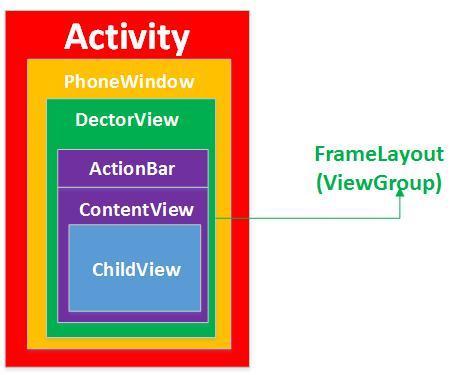 Activity
PhoneWindow
DectorView
ActionBar
ContentView
ChildView
FrameLayout
(ViewGroup)